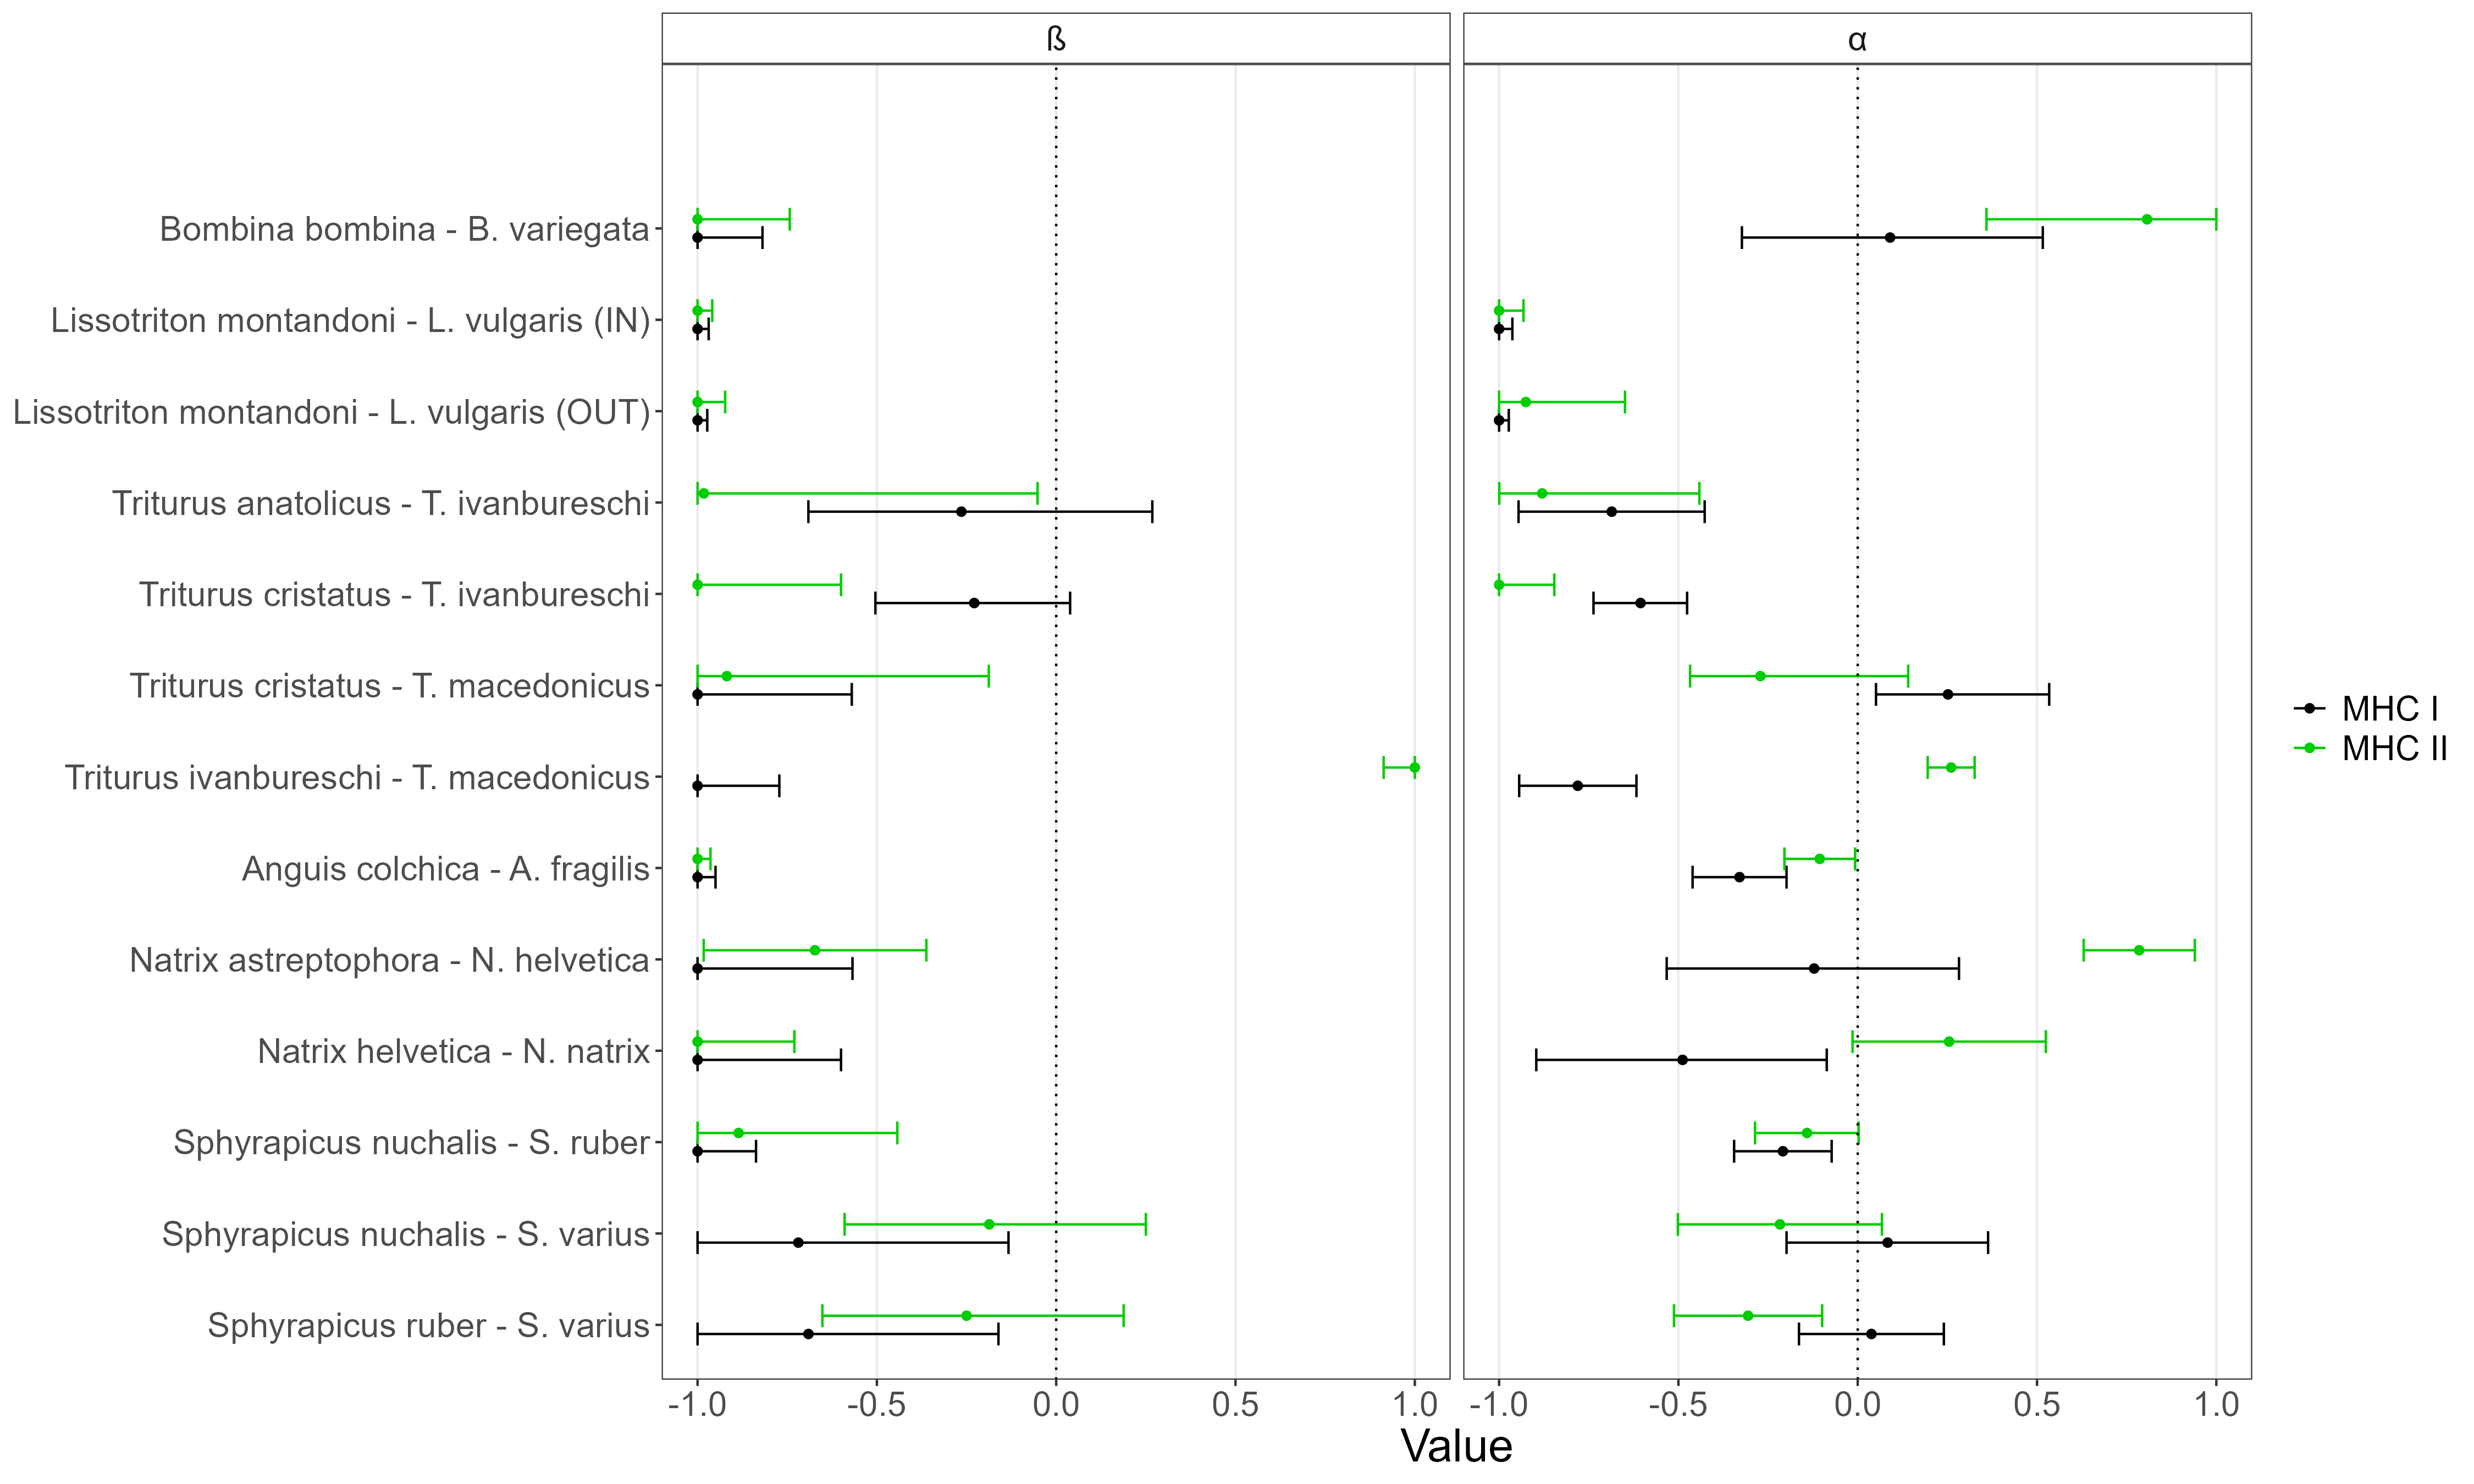 ß
α
Bombina bombina - B. variegata
Lissotriton montandoni - L. vulgaris (IN)
Lissotriton montandoni - L. vulgaris (OUT)
Triturus anatolicus - T. ivanbureschi
Triturus cristatus - T. ivanbureschi
Triturus cristatus - T. macedonicus
Triturus ivanbureschi - T. macedonicus
Anguis colchica - A. fragilis
Natrix astreptophora - N. helvetica
Natrix helvetica - N. natrix
Sphyrapicus nuchalis - S. ruber
Sphyrapicus nuchalis - S. varius
Sphyrapicus ruber - S. varius
-1.0 -0.5 0.0 0.5 1.0
-1.0 -0.5 0.0 0.5 1.0
Value
MHC I
MHC II